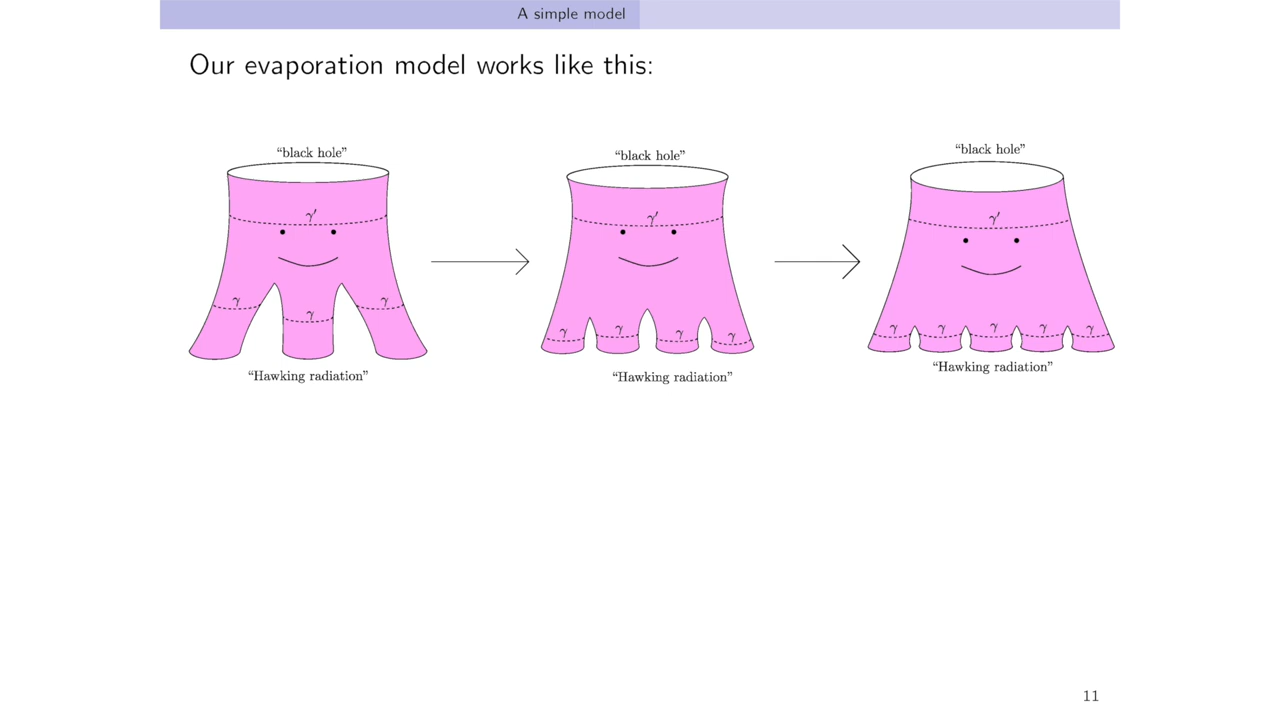 A simple model
Our evaporation model works like this:
“black hole”
γ′
γ
γ
γ
“Hawking radiation”
“black hole”
γ′
γ
γ
γ
γ
“Hawking radiation”
“black hole”
γ′
γ
γ
γ
γ
γ
“Hawking radiation”
11